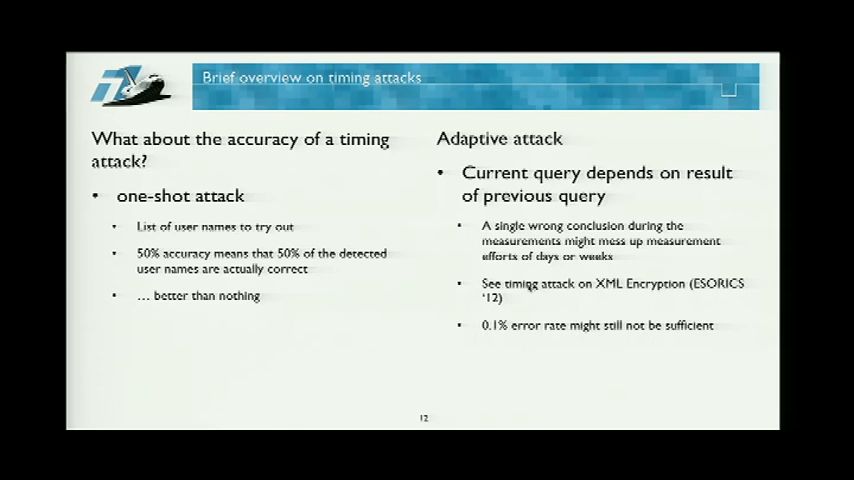 Brief overview on timing attacks
What about the accuracy of a timing
attack?
• one-shot attack
• List of user names to try out
• 50% accuracy means that 50% of the detected
user names are actually correct
• … better than nothing
Adaptive attack
• Current query depends on result
of previous query
• A single wrong conclusion during the
measurements might mess up measurement
efforts of days or weeks
• See timing attack on XML Encryption (ESORICS
'12)
• 0.1% error rate might still not be sufficient
12